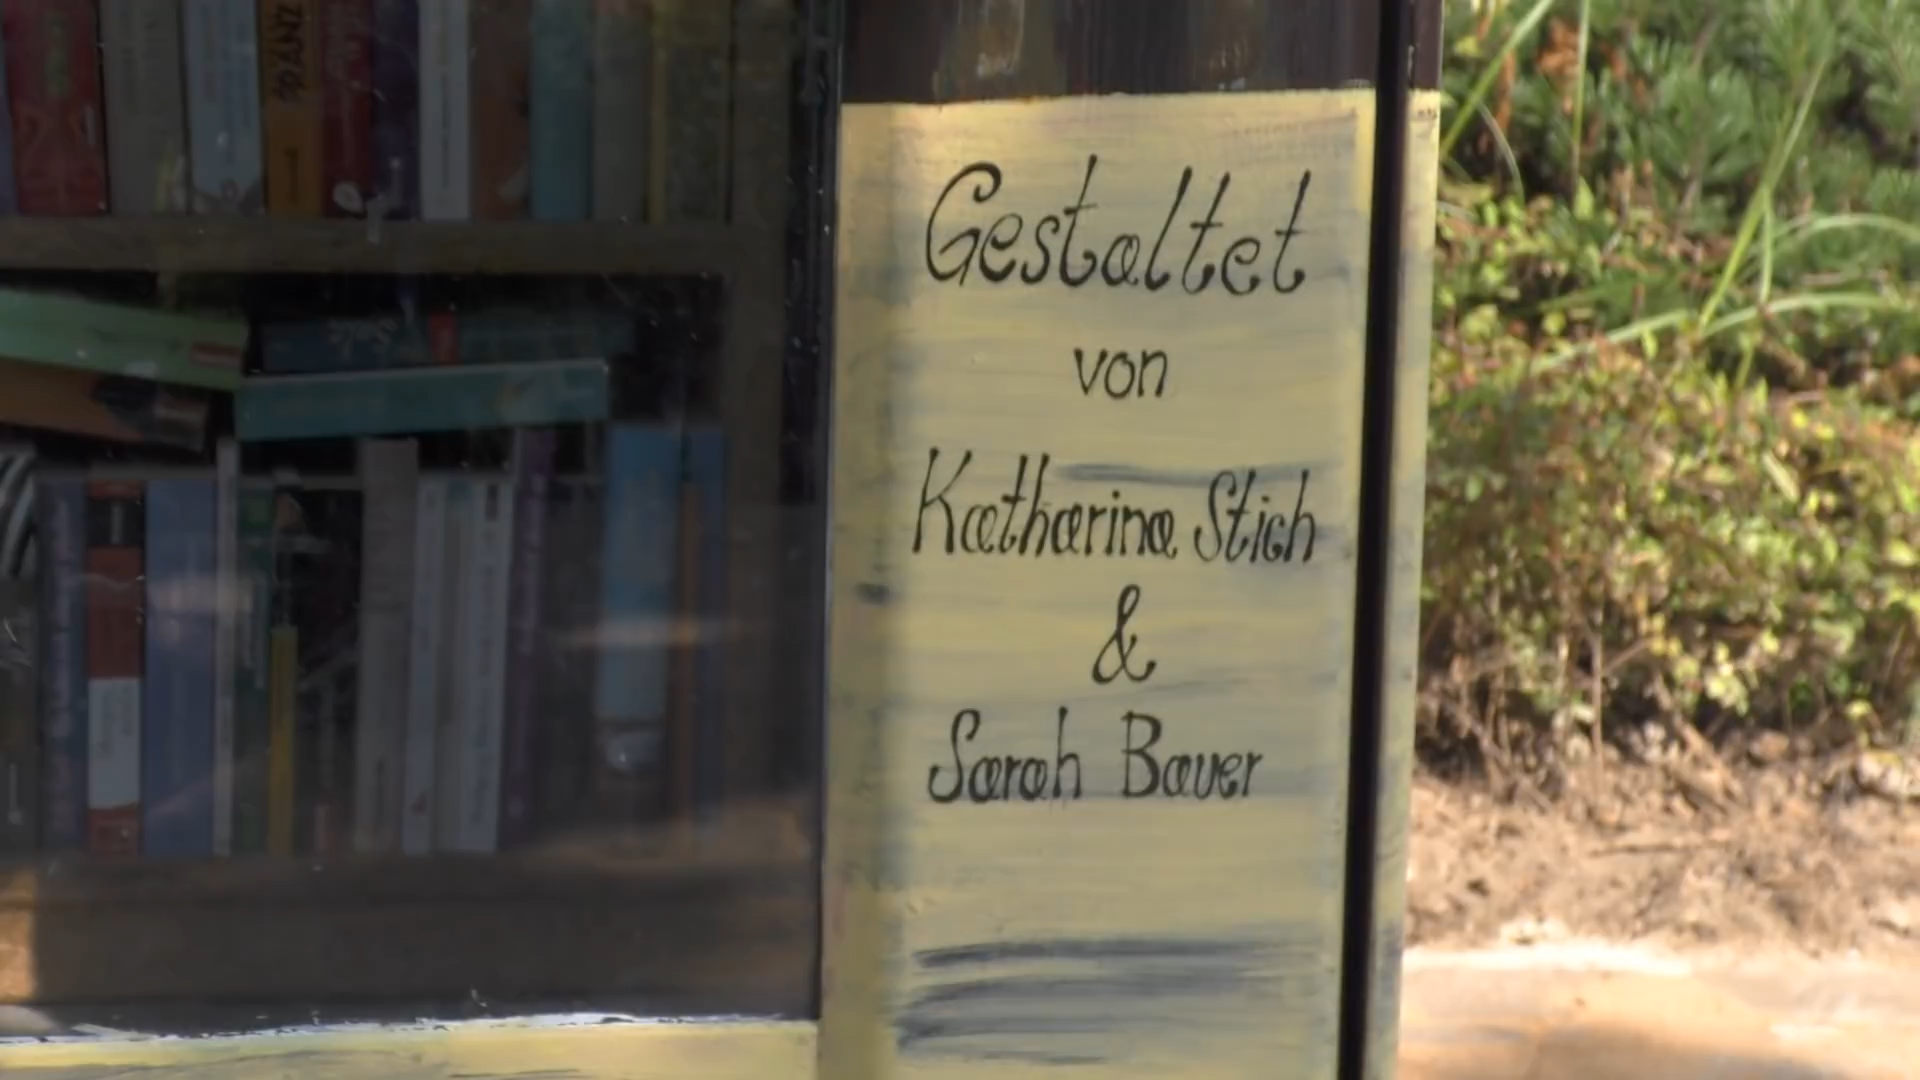 Gestaltet
von
Katharina Stich
&
Sarah Bauer